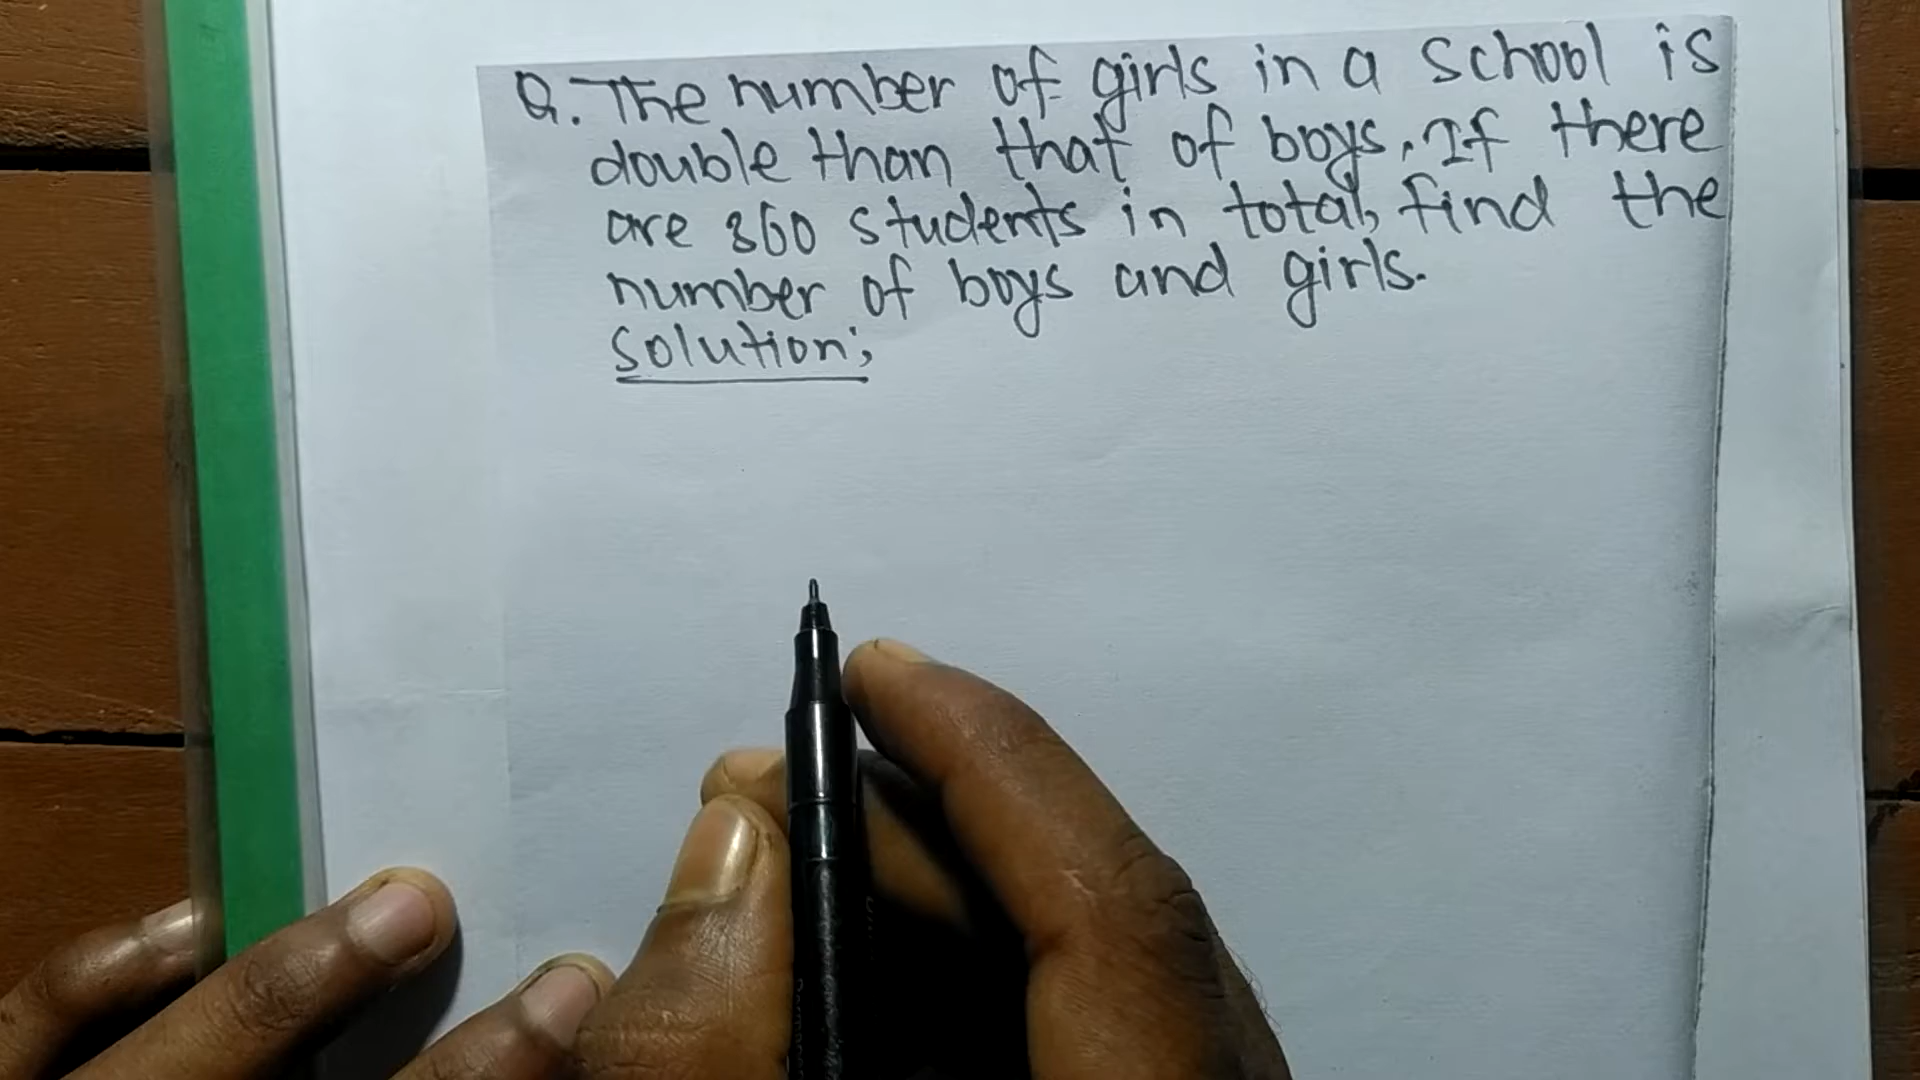 Q. The number of girls in a school is
double than that of boys. If there
are 360 students in total, find the
number of boys and girls.
Solution;